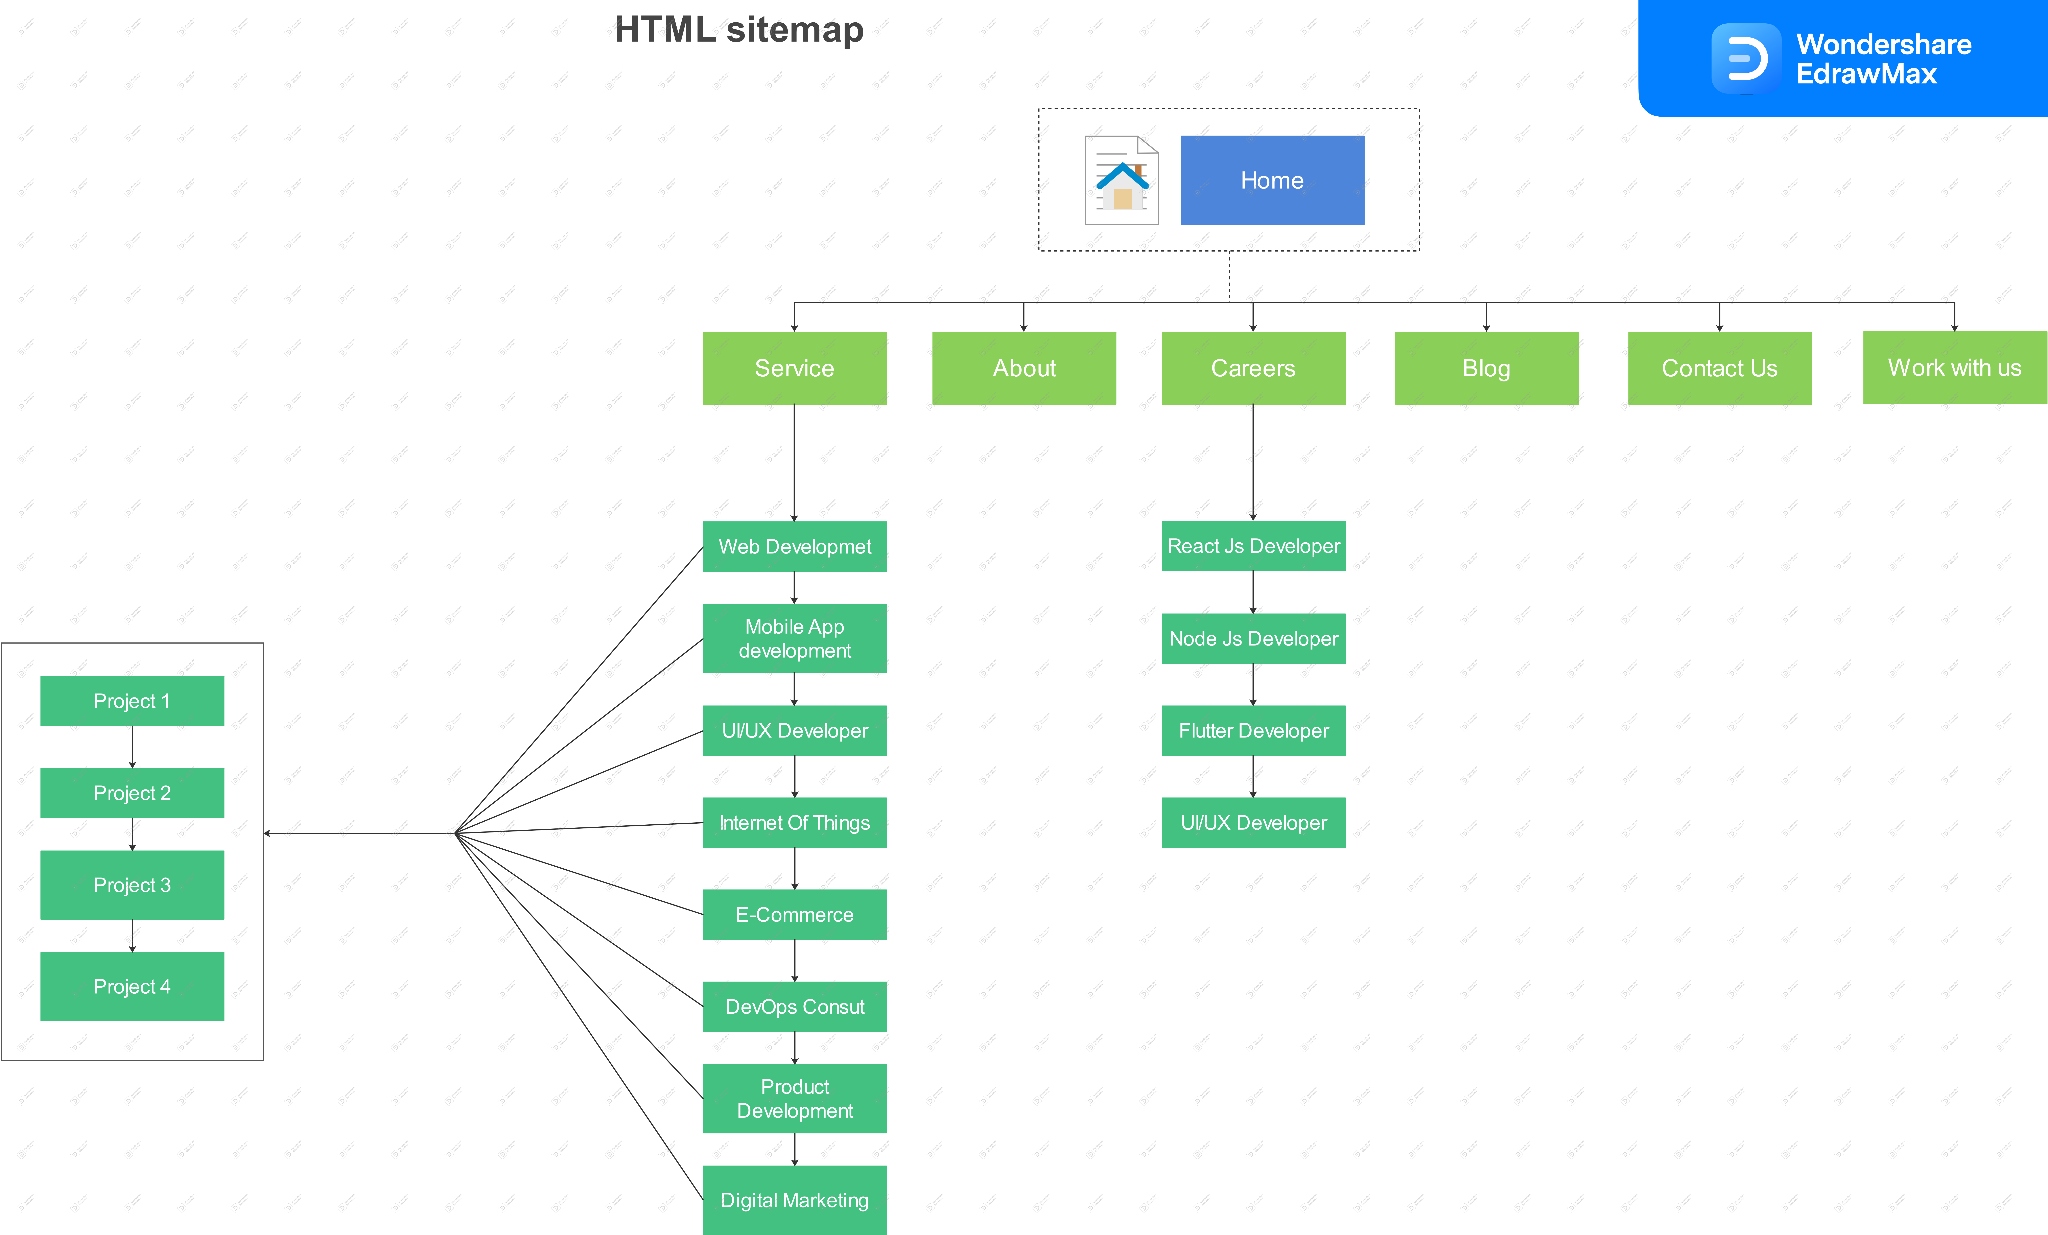 HTML sitemap
Wondershare
EdrawMax
Home
Service
About
Careers
Blog
Contact Us
Work with us
Web Developmet
Mobile App
development
UI/UX Developer
Internet Of Things
E-Commerce
DevOps Consut
Product
Development
Digital Marketing
React Js Developer
Node Js Developer
Flutter Developer
UI/UX Developer
Project 1
Project 2
Project 3
Project 4